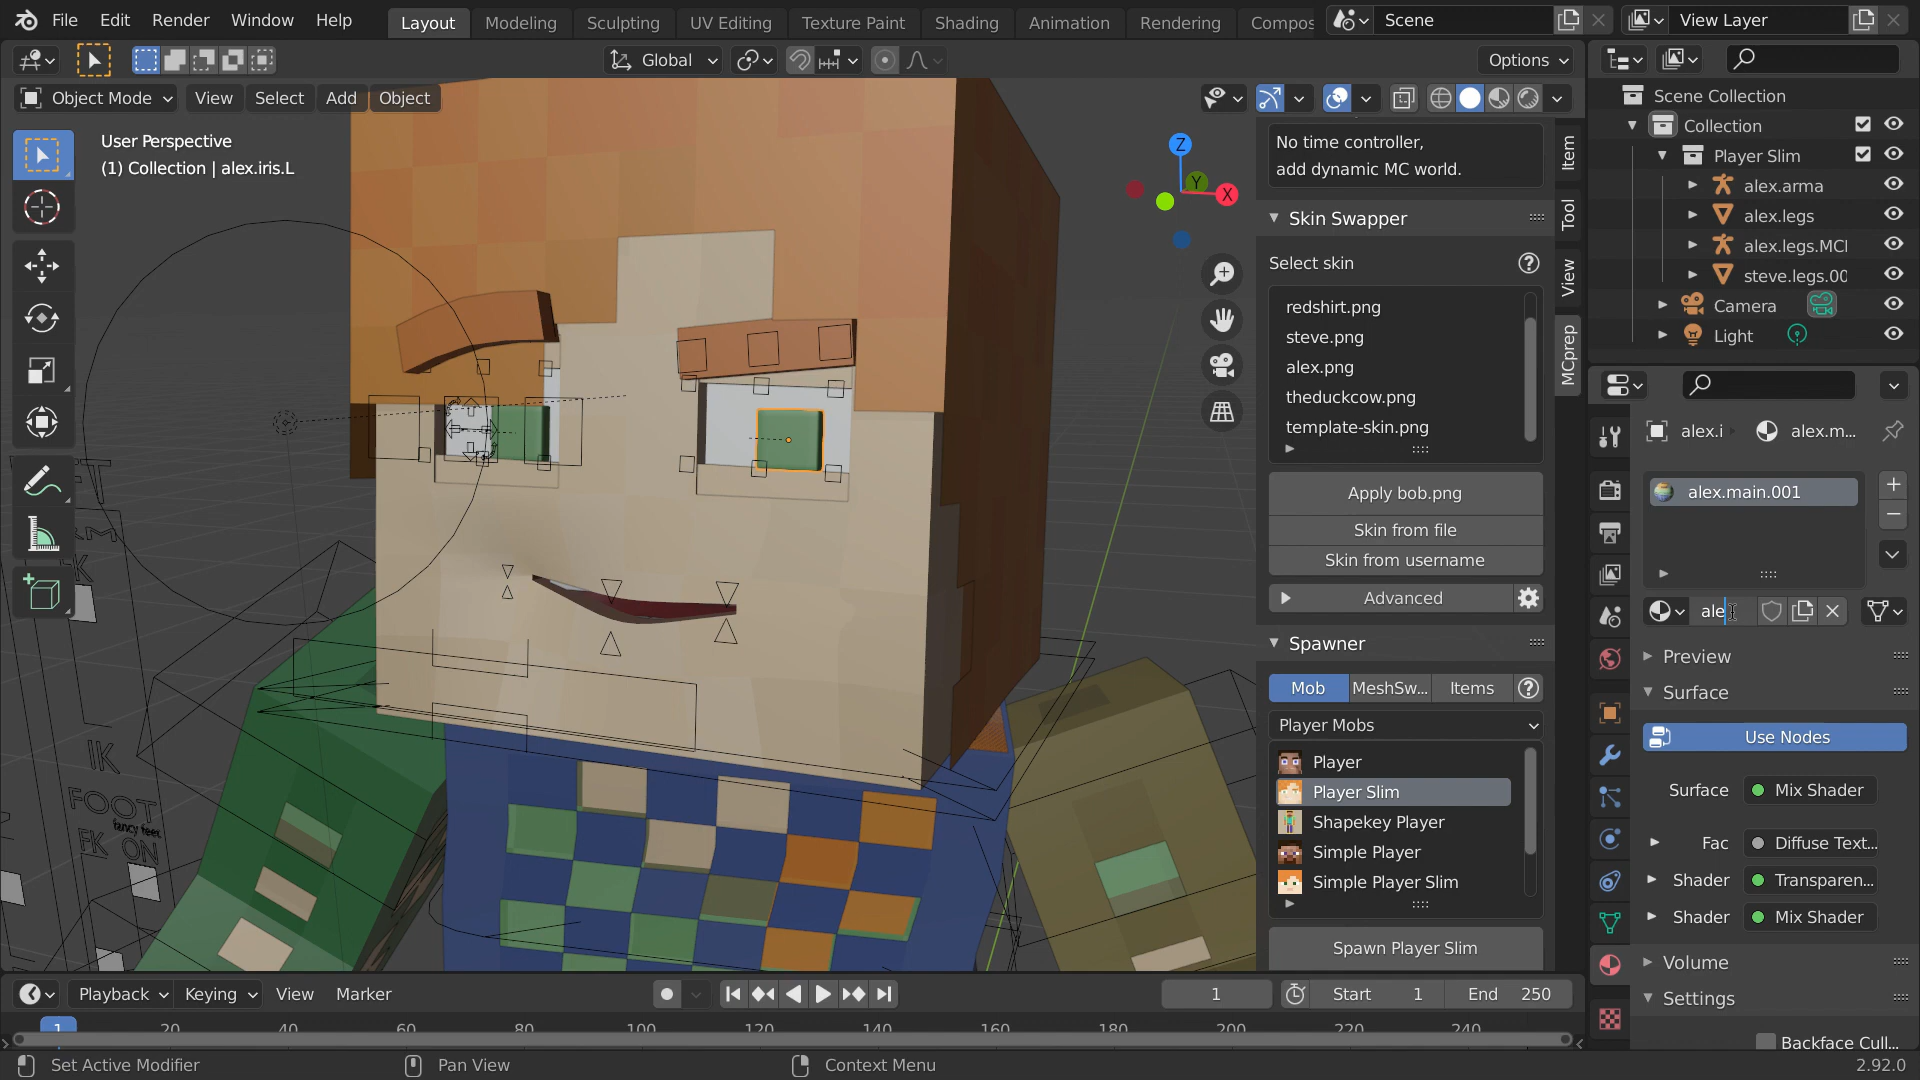 File Edit Render Window Help
Layout Modeling Sculpting UV Editing Texture Paint Shading Animation Rendering Compos
Scene
View Layer
Global
Options
Object Mode View Select Add Object
User Perspective
(1) Collection | alex.iris.L
Z
Y
X
No time controller,
add dynamic MC world.
Skin Swapper
Select skin
redshirt.png
steve.png
alex.png
theduckcow.png
template-skin.png
Apply bob.png
Skin from file
Skin from username
Advanced
Spawner
Mob MeshSw... Items
Player Mobs
Player
Player Slim
Shapekey Player
Simple Player
Simple Player Slim
Spawn Player Slim
Item
Tool
View
MCprep
IK
FOOT
fancy feet
FK ON
Scene Collection
Collection
Player Slim
alex.arma
alex.legs
alex.legs.MCI
steve.legs.00
Camera
Light
alex.i alex.m...
alex.main.001
ale
Preview
Surface
Use Nodes
Surface Mix Shader
Fac Diffuse Text...
Shader Transparen...
Shader Mix Shader
Volume
Settings
Backface Cull...
Playback Keying View Marker
1 Start 1 End 250
1 20 40 60 80 100 120 140 160 180 200 220 240
Set Active Modifier Pan View Context Menu 2.92.0